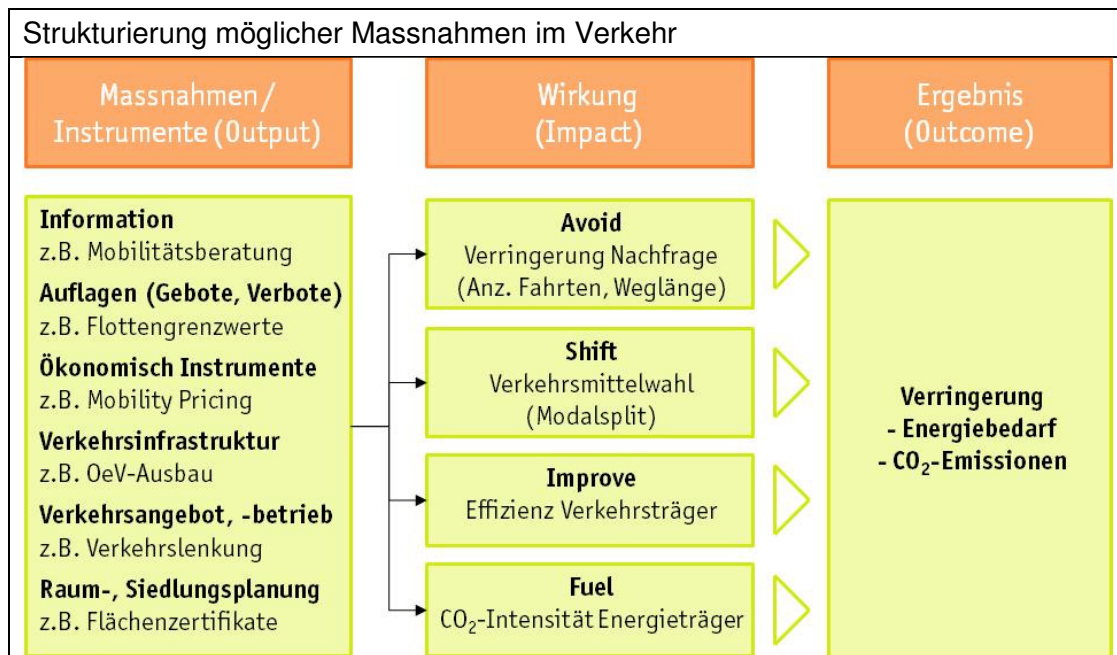 Strukturierung möglicher Massnahmen im Verkehr
Massnahmen/
Instrumente (Output)
Wirkung
(Impact)
Ergebnis
(Outcome)
Information
z.B. Mobilitätsberatung
Auflagen (Gebote, Verbote)
z.B. Flottengrenzwerte
Ökonomisch Instrumente
z.B. Mobility Pricing
Verkehrsinfrastruktur
z.B. OeV-Ausbau
Verkehrsangebot, -betrieb
z.B. Verkehrslenkung
Raum-, Siedlungsplanung
z.B. Flächenzertifikate
Avoid
Verringerung Nachfrage
(Anz. Fahrten, Weglänge)
Shift
Verkehrsmittelwahl
(Modalsplit)
Improve
Effizienz Verkehrsträger
Fuel
CO₂-Intensität Energieträger
Verringerung
- Energiebedarf
- CO₂-Emissionen